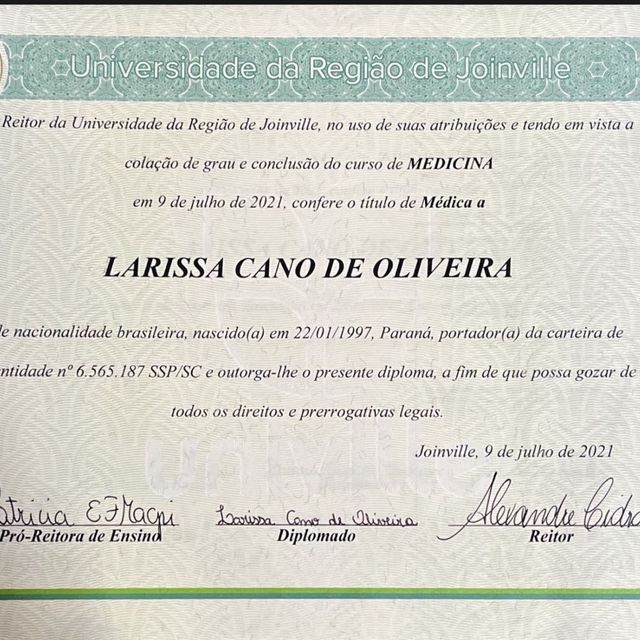 Universidade da Região de Joinville
Reitor da Universidade da Região de Joinville, no uso de suas atribuições e tendo em vista a
colação de grau e conclusão do curso de MEDICINA
em 9 de julho de 2021, confere o título de Médica a
LARISSA CANO DE OLIVEIRA
de nacionalidade brasileira, nascido(a) em 22/01/1997, Paraná, portador(a) da carteira de
entidade nº 6.565.187 SSP/SC e outorga-lhe o presente diploma, a fim de que possa gozar de
todos os direitos e prerrogativas legais.
Joinville, 9 de julho de 2021
univille
Larissa Cano de Oliveira
Alexandre
Pró-Reitora de Ensino
Diplomado
Reitor